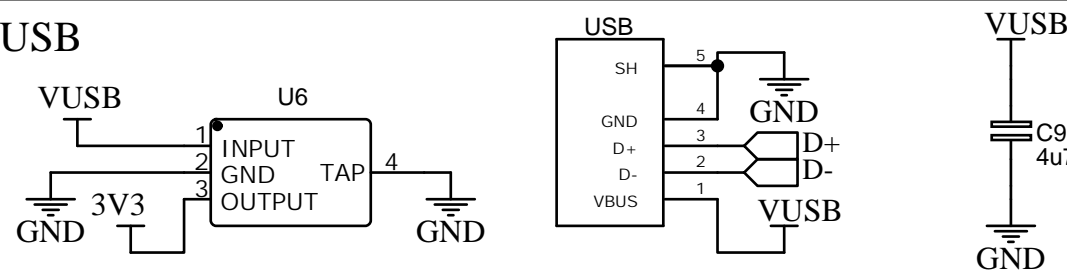 USB
VUSB
U6
1
INPUT
2
GND
TAP
4
3
OUTPUT
3V3
GND
GND
USB
SH
5
GND
4
GND
D+
3
D+
D-
2
D-
VBUS
1
VUSB
VUSB
C9
GND